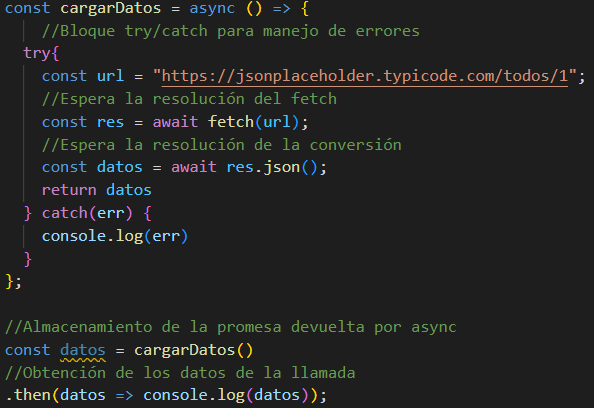 const cargarDatos = async () => {
//Bloque try/catch para manejo de errores
try{
const url = "https://jsonplaceholder.typicode.com/todos/1";
//Espera la resolución del fetch
const res = await fetch(url);
//Espera la resolución de la conversión
const datos = await res.json();
return datos
} catch(err) {
console.log(err)
}
};
//Almacenamiento de la promesa devuelta por async
const datos = cargarDatos()
//Obtención de los datos de la llamada
.then(datos => console.log(datos));